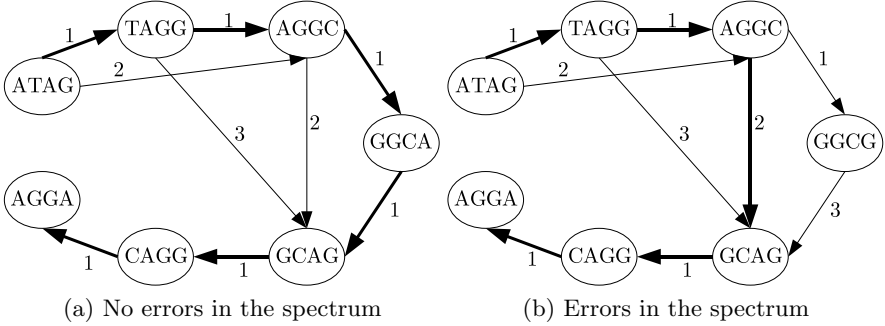 TAGG 1 AGGC
1
ATAG 2 1
3 2
GGCA
AGGA 1
1 CAGG 1 GCAG
(a) No errors in the spectrum
TAGG 1 AGGC
1
ATAG 2 1
3 2
GGCG
AGGA 3
1 CAGG 1 GCAG
(b) Errors in the spectrum